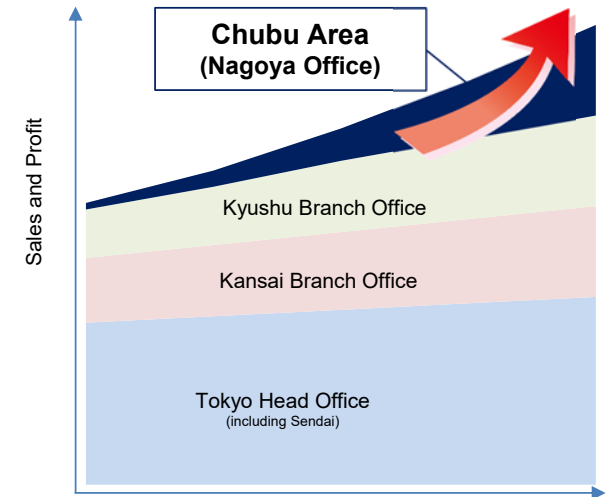 Chubu Area
(Nagoya Office)
Sales and Profit
Kyushu Branch Office
Kansai Branch Office
Tokyo Head Office
(including Sendai)